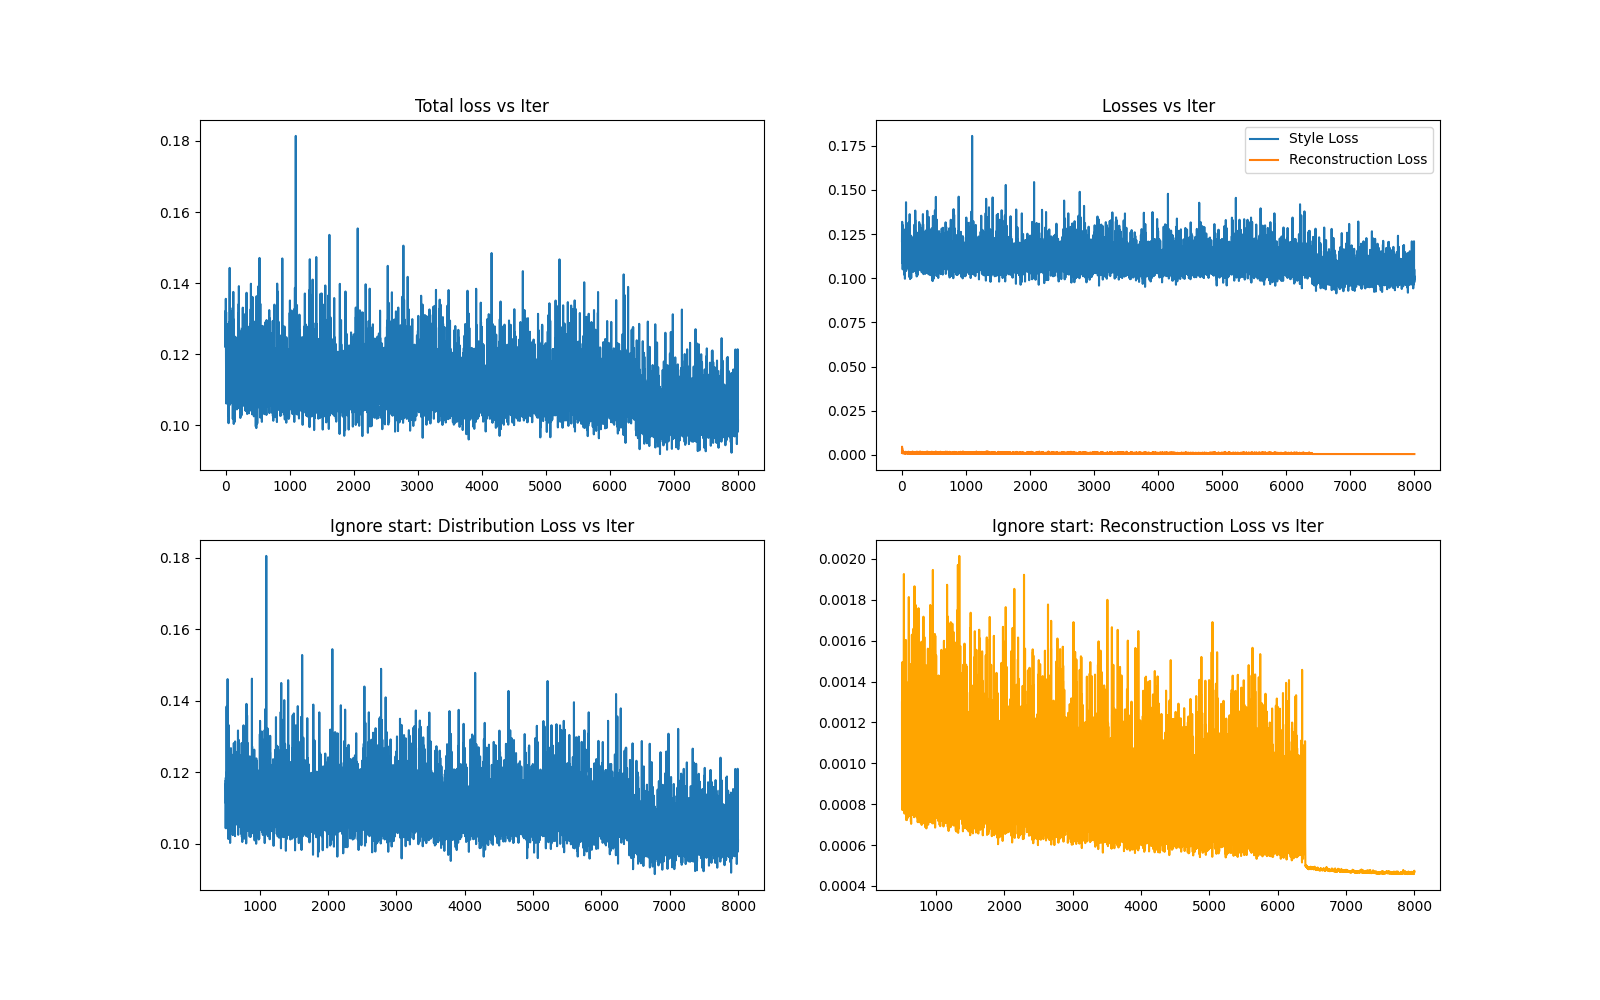 Total loss vs Iter
0.18
0.16
0.14
0.12
0.10
0 1000 2000 3000 4000 5000 6000 7000 8000
Losses vs Iter
Style Loss
Reconstruction Loss
0.175
0.150
0.125
0.100
0.075
0.050
0.025
0.000
0 1000 2000 3000 4000 5000 6000 7000 8000
Ignore start: Distribution Loss vs Iter
0.18
0.16
0.14
0.12
0.10
1000 2000 3000 4000 5000 6000 7000 8000
Ignore start: Reconstruction Loss vs Iter
0.0020
0.0018
0.0016
0.0014
0.0012
0.0010
0.0008
0.0006
0.0004
1000 2000 3000 4000 5000 6000 7000 8000